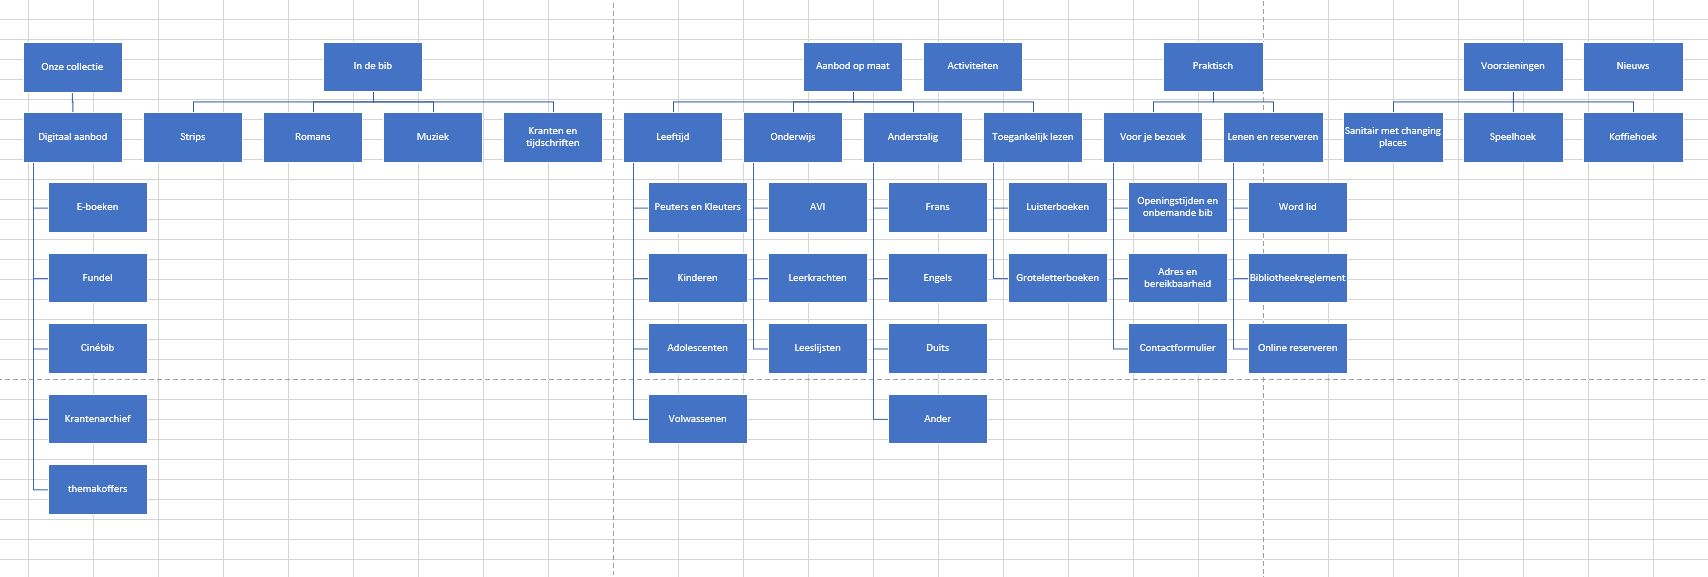 Onze collectie
In de bib
Aanbod op maat
Activiteiten
Praktisch
Voorzieningen
Nieuws
Digitaal aanbod
Strips
Romans
Muziek
Kranten en
tijdschriften
Leeftijd
Onderwijs
Anderstalig
Toegankelijk lezen
Voor je bezoek
Lenen en reserveren
Sanitair met changing
places
Speelhoek
Koffiehoek
E-boeken
Peuters en Kleuters
AVI
Frans
Luisterboeken
Openingstijden en
onbemande bib
Word lid
Fundel
Kinderen
Leerkrachten
Engels
Groteletterboeken
Adres en
bereikbaarheid
Bibliotheekreglement
Cinébib
Adolescenten
Leeslijsten
Duits
Contactformulier
Online reserveren
Krantenarchief
Volwassenen
Ander
themakoffers